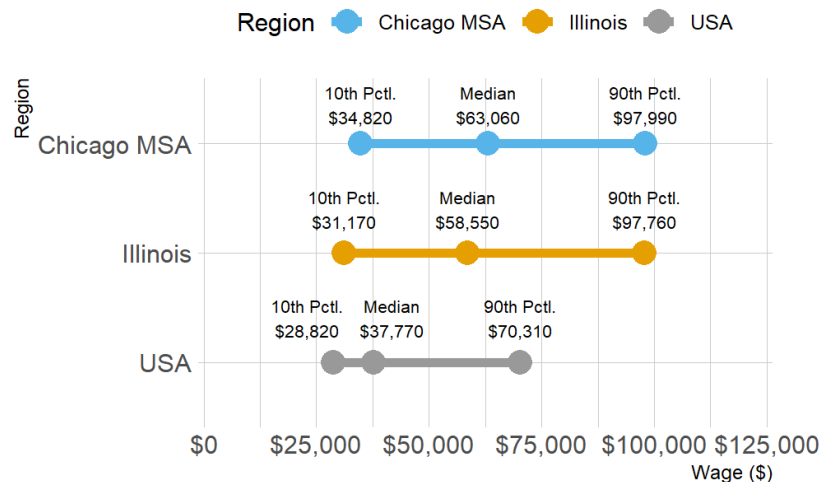 Region Chicago MSA Illinois USA
Region
10th Pctl. Median 90th Pctl.
$34,820 $63,060 $97,990
Chicago MSA
10th Pctl. Median 90th Pctl.
$31,170 $58,550 $97,760
Illinois
10th Pctl. Median 90th Pctl.
$28,820 $37,770 $70,310
USA
$0 $25,000 $50,000 $75,000 $100,000 $125,000
Wage ($)